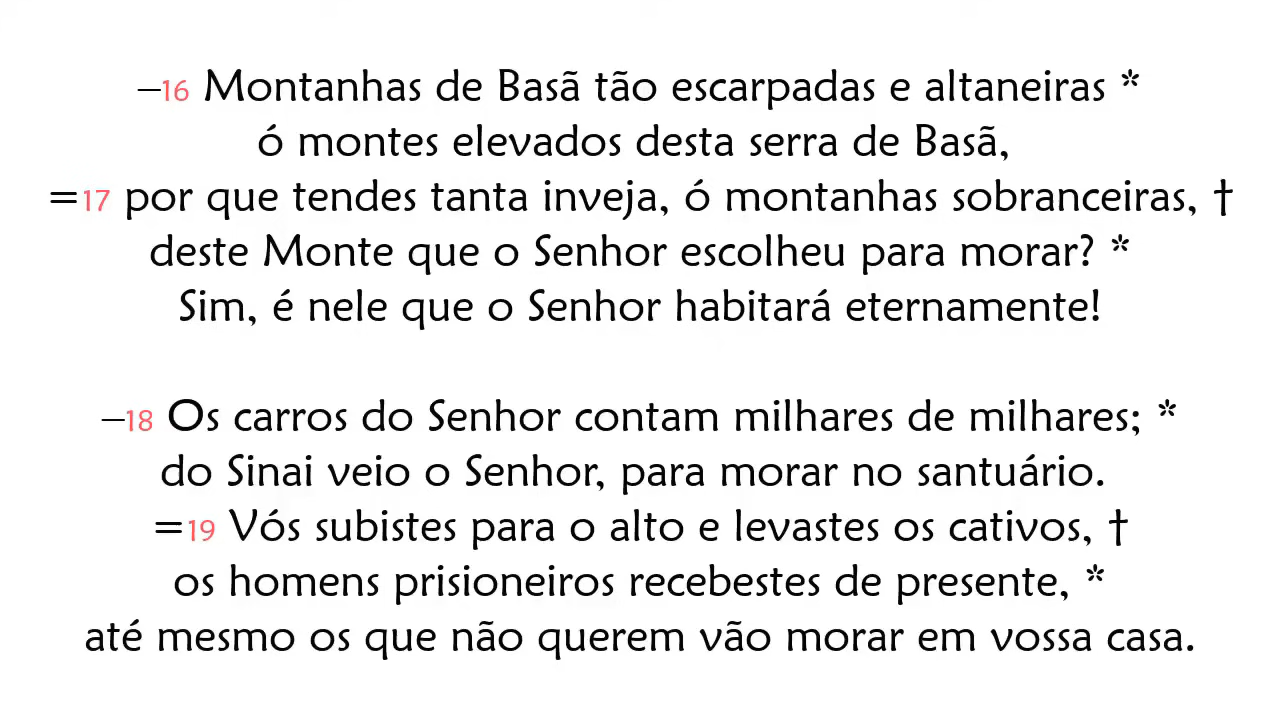 –16 Montanhas de Basã tão escarpadas e altaneiras *
ó montes elevados desta serra de Basã,
=17 por que tendes tanta inveja, ó montanhas sobranceiras, †
deste Monte que o Senhor escolheu para morar? *
Sim, é nele que o Senhor habitará eternamente!
–18 Os carros do Senhor contam milhares de milhares; *
do Sinai veio o Senhor, para morar no santuário.
=19 Vós subistes para o alto e levastes os cativos, †
os homens prisioneiros recebestes de presente, *
até mesmo os que não querem vão morar em vossa casa.